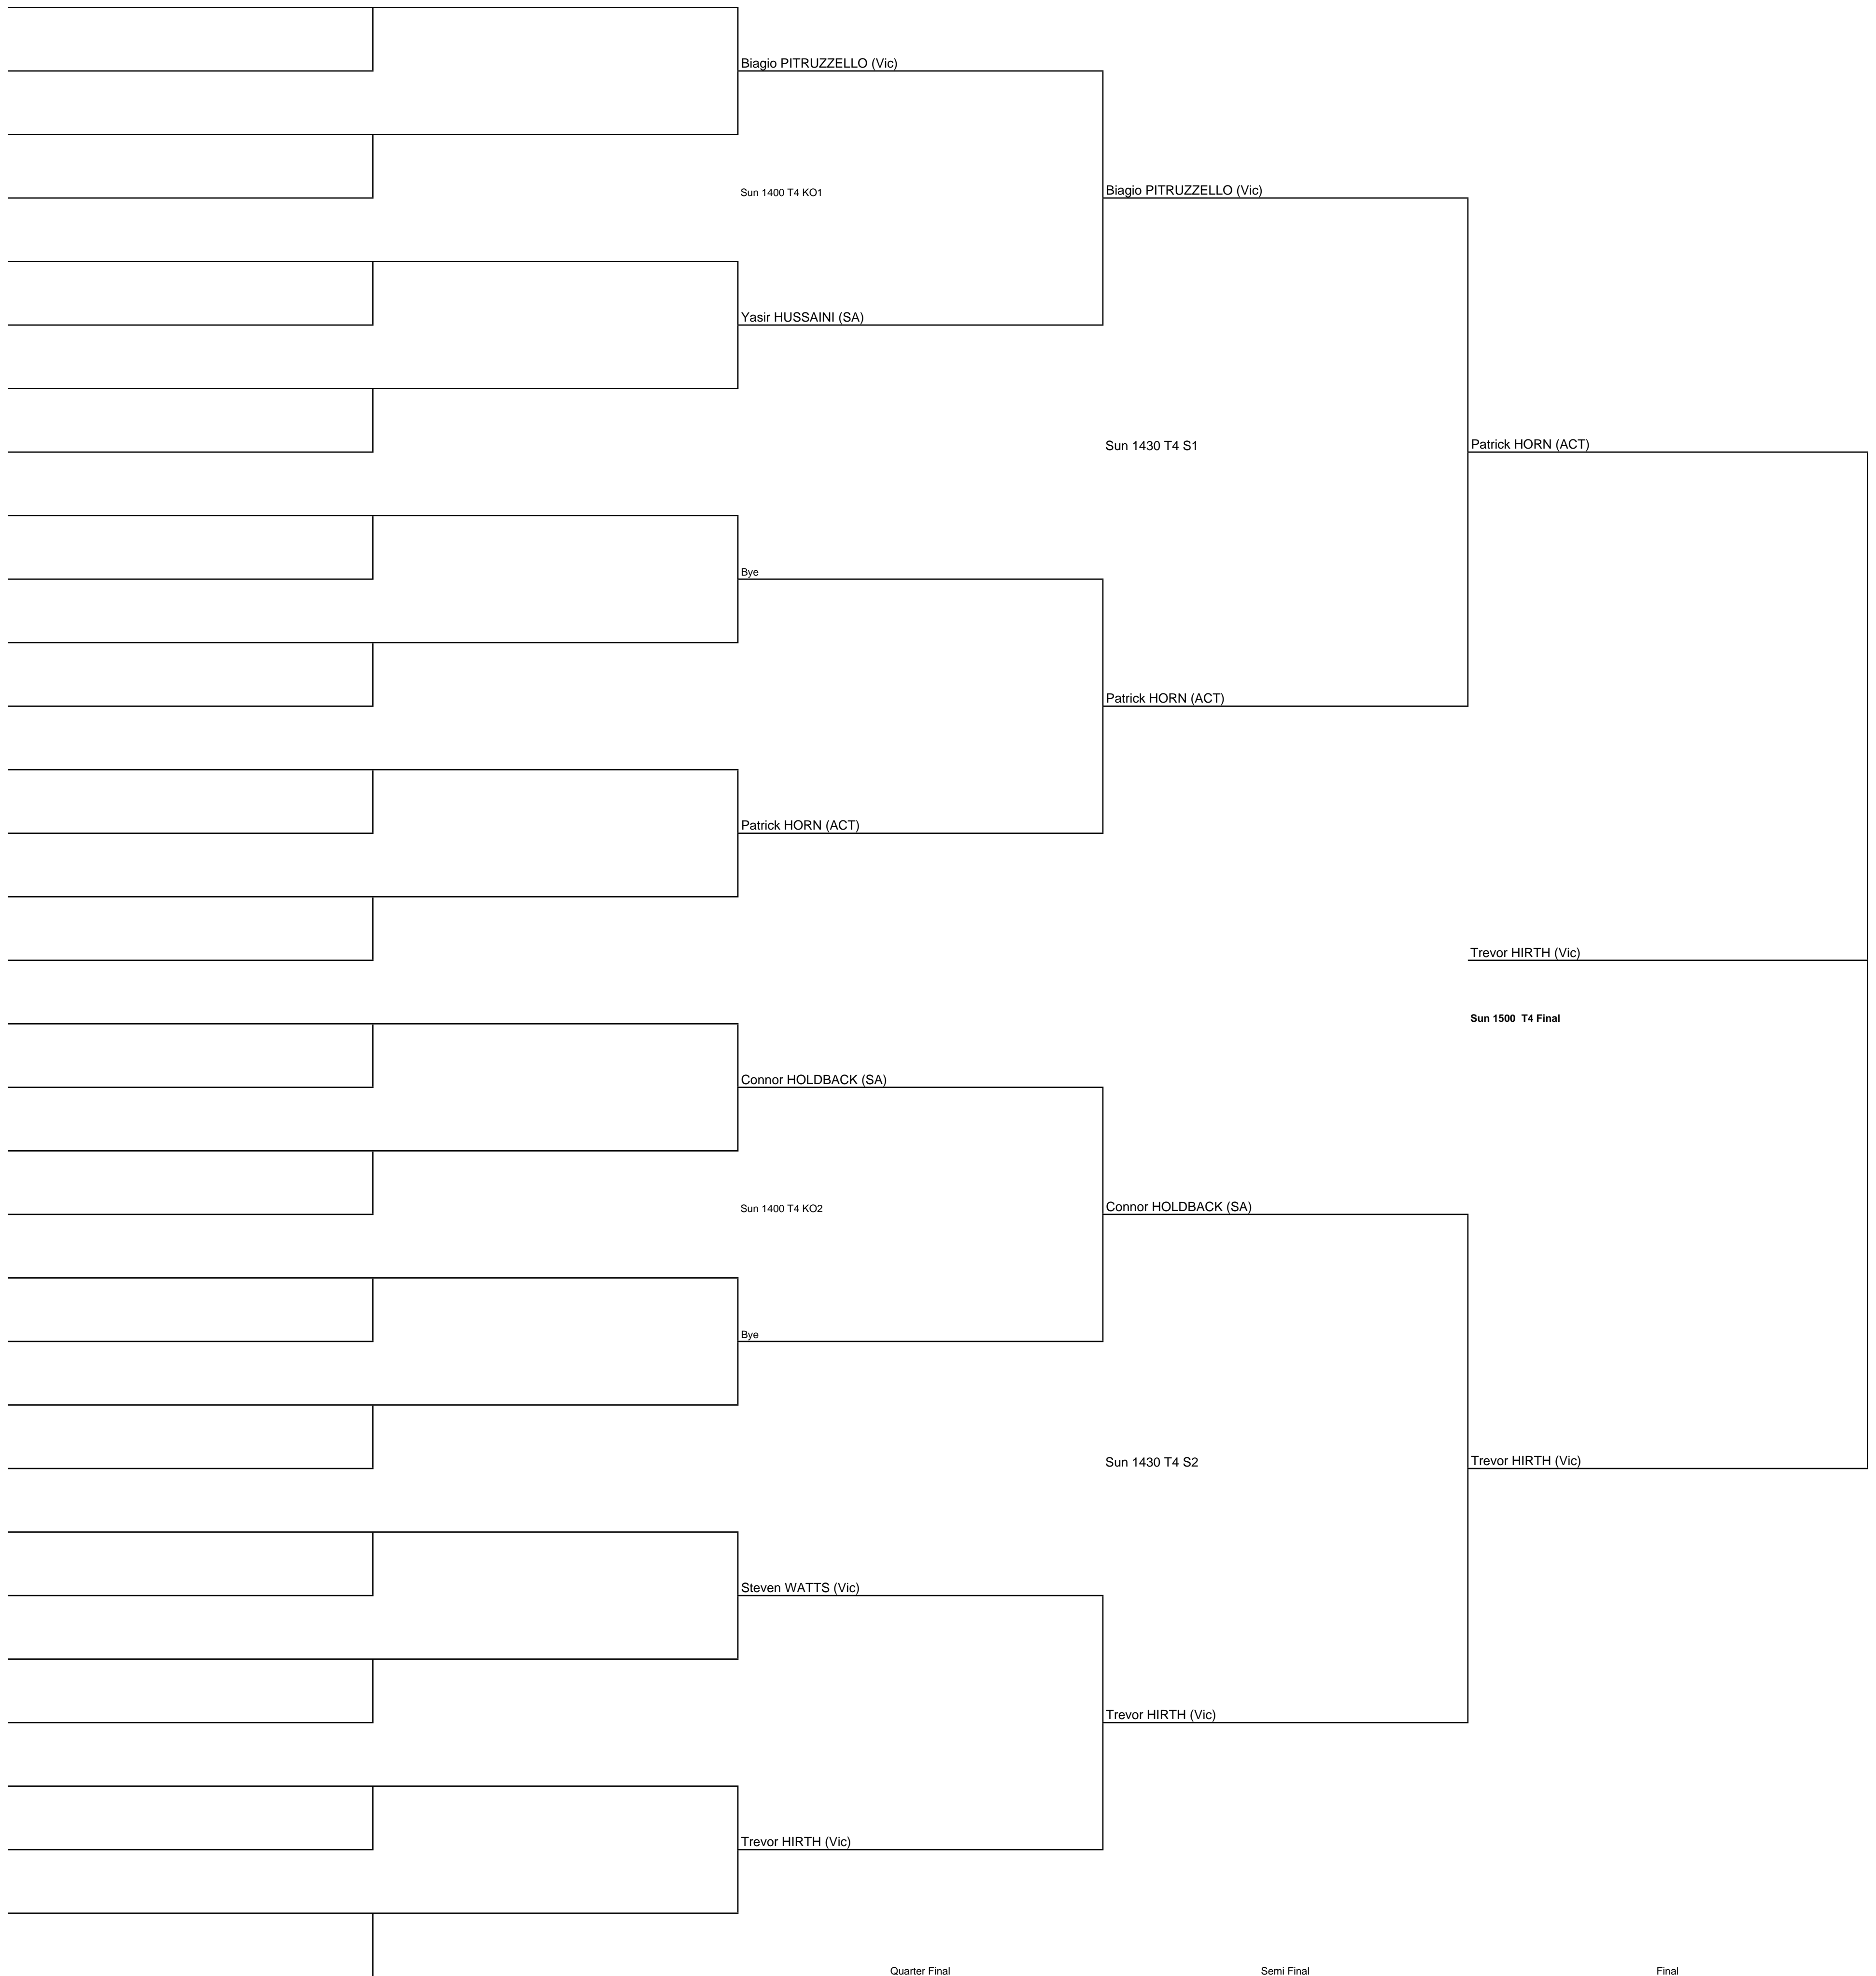 Biagio PITRUZZELLO (Vic)
Sun 1400 T4 KO1
Biagio PITRUZZELLO (Vic)
Yasir HUSSAINI (SA)
Sun 1430 T4 S1
Patrick HORN (ACT)
Bye
Patrick HORN (ACT)
Patrick HORN (ACT)
Trevor HIRTH (Vic)
Sun 1500 T4 Final
Connor HOLDBACK (SA)
Sun 1400 T4 KO2
Connor HOLDBACK (SA)
Bye
Sun 1430 T4 S2
Trevor HIRTH (Vic)
Steven WATTS (Vic)
Trevor HIRTH (Vic)
Trevor HIRTH (Vic)
Quarter Final
Semi Final
Final